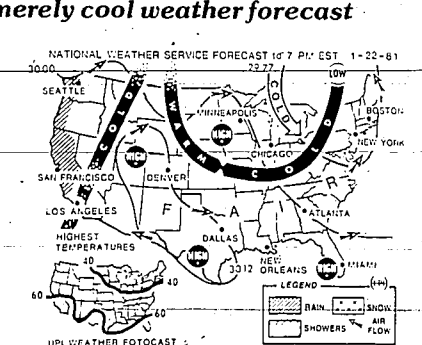 merely cool weather forecast
NATIONAL WEATHER SERVICE FORECAST to 7 PM EST 1-22-81
30.00
29.77
LOW
SEATTLE
COLD
WARM
COLD
COLD
MINNEAPOLIS
BOSTON
HIGH
NEW YORK
HIGH
CHICAGO
SAN FRANCISCO
DENVER
F A I R
LOS ANGELES
ATLANTA
DALLAS
HIGHEST
TEMPERATURES
HIGH
NEW
ORLEANS
HIGH
MIAMI
40
40
60
60
LEGEND
RAIN
SNOW
SHOWERS
AIR
FLOW
UPI WEATHER FOTOCAST